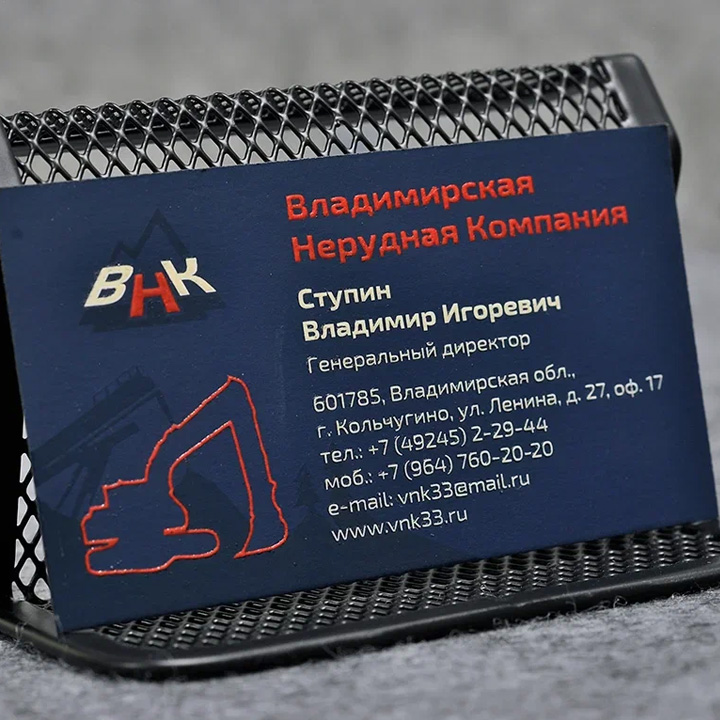 ВНК
Владимирская
Нерудная Компания
Ступин
Владимир Игоревич
Генеральный директор
601785, Владимирская обл.,
г. Кольчугино, ул. Ленина, д. 27, оф. 17
тел.: +7 (49245) 2-29-44
моб.: +7 (964) 760-20-20
e-mail: vnk33@mail.ru
www.vnk33.ru